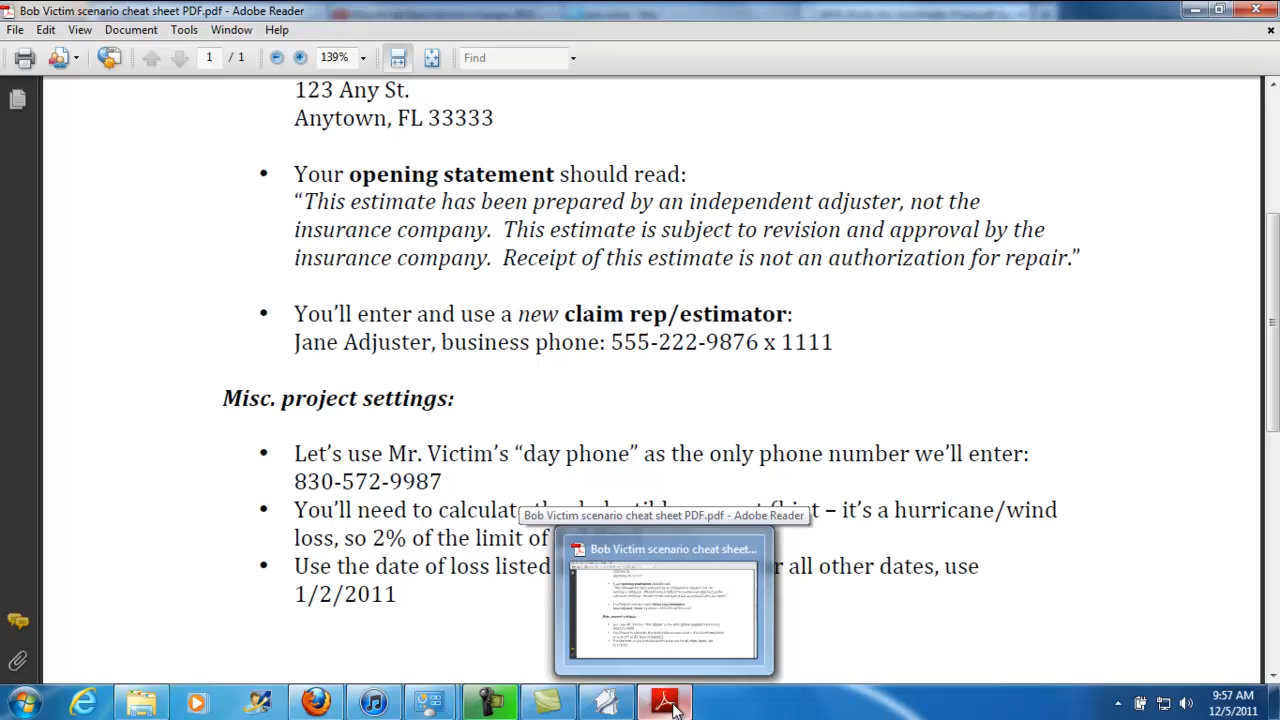 Bob Victim scenario cheat sheet PDF.pdf - Adobe Reader
File Edit View Document Tools Window Help
1 / 1 139% Find
123 Any St.
Anytown, FL 33333
• Your opening statement should read:
“This estimate has been prepared by an independent adjuster, not the
insurance company. This estimate is subject to revision and approval by the
insurance company. Receipt of this estimate is not an authorization for repair.”
• You’ll enter and use a new claim rep/estimator:
Jane Adjuster, business phone: 555-222-9876 x 1111
Misc. project settings:
• Let’s use Mr. Victim’s “day phone” as the only phone number we’ll enter:
830-572-9987
• You’ll need to calculate – it’s a hurricane/wind
Bob Victim scenario cheat sheet PDF.pdf - Adobe Reader
loss, so 2% of the limit of
Bob Victim scenario cheat sheet...
• Use the date of loss listed all other dates, use
1/2/2011
9:57 AM
12/5/2011